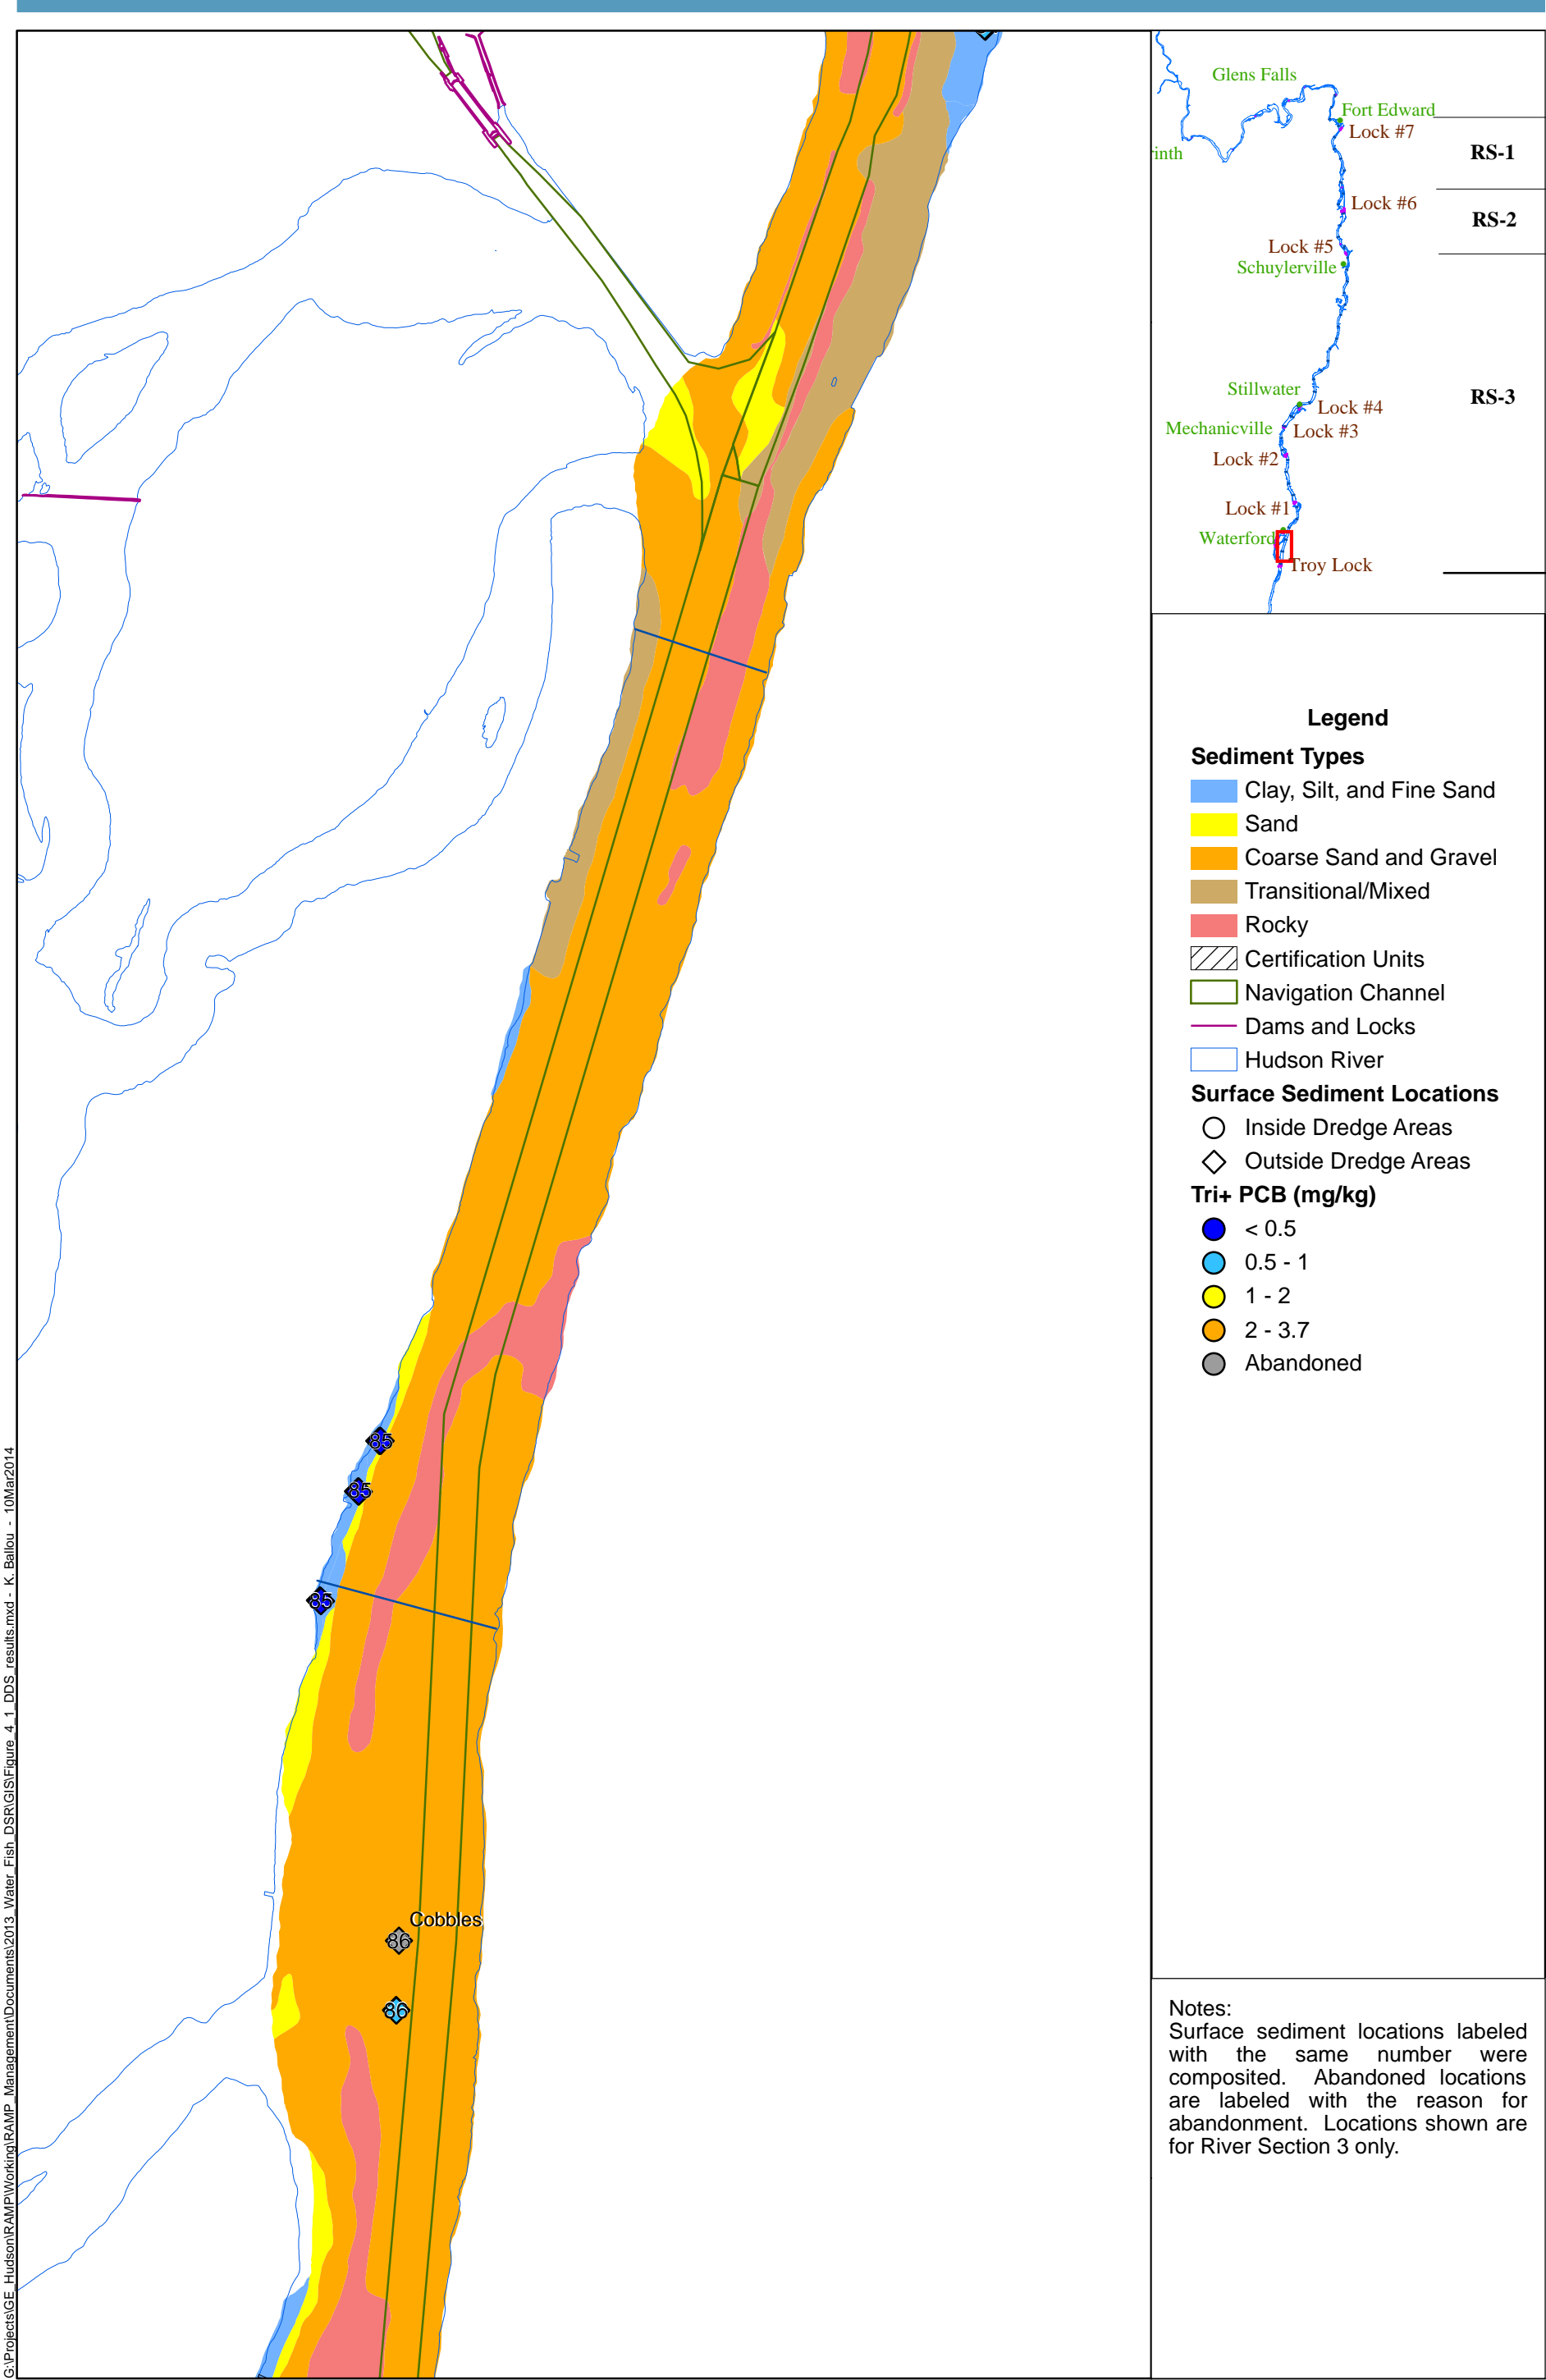 Glens Falls
Fort Edward
Lock #7
rinth
RS-1
Lock #6
RS-2
Lock #5
Schuylerville
Stillwater
Lock #4
RS-3
Mechanicville
Lock #3
Lock #2
Lock #1
Waterford
Troy Lock
Legend
Sediment Types
Clay, Silt, and Fine Sand
Sand
Coarse Sand and Gravel
Transitional/Mixed
Rocky
Certification Units
Navigation Channel
Dams and Locks
Hudson River
Surface Sediment Locations
Inside Dredge Areas
Outside Dredge Areas
Tri+ PCB (mg/kg)
< 0.5
0.5 - 1
1 - 2
2 - 3.7
Abandoned
85
85
85
Cobbles
86
86
Notes:
Surface sediment locations labeled
with the same number were
composited. Abandoned locations
are labeled with the reason for
abandonment. Locations shown are
for River Section 3 only.
G:\Projects\GE_Hudson\RAMP\Working\RAMP_Management\Documents\2013_Water_Fish_DSR\GIS\Figure_4_1_DDS_results.mxd - K. Ballou - 10Mar2014